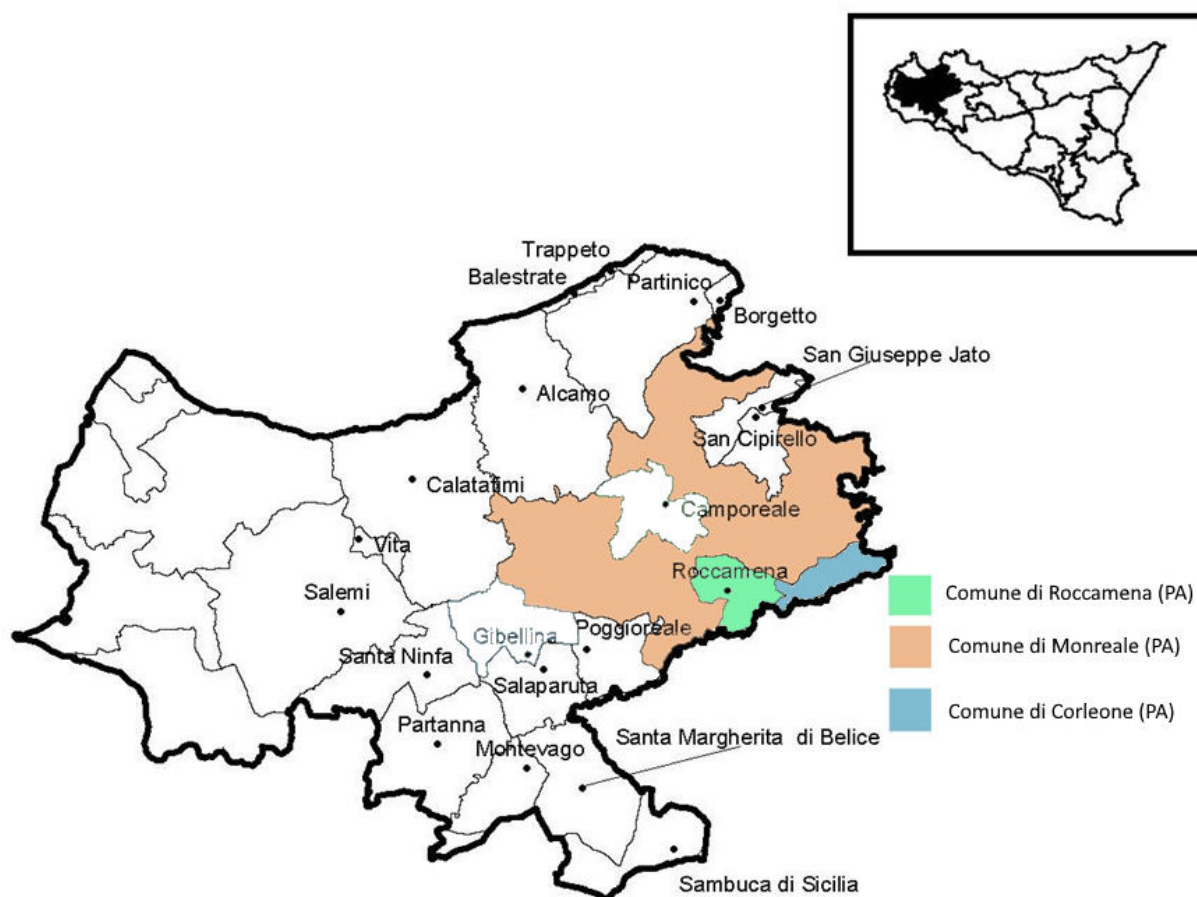 Trappeto
Balestrate
Partinico
Borgetto
San Giuseppe Jato
Alcamo
San Cipirello
Calatafimi
Camporeale
Vita
Roccamena
Salemi
Comune di Roccamena (PA)
Gibellina
Poggioreale
Comune di Monreale (PA)
Santa Ninfa
Salaparuta
Partanna
Comune di Corleone (PA)
Montevago
Santa Margherita di Belice
Sambuca di Sicilia